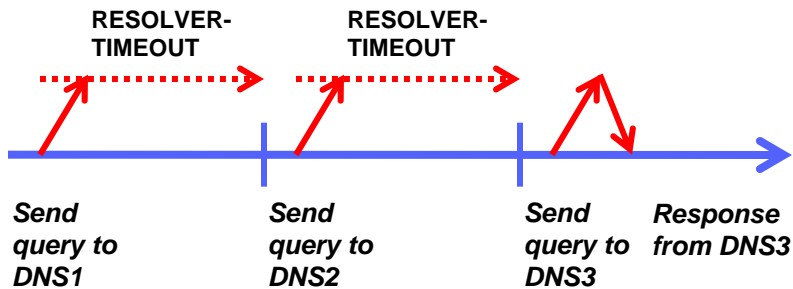 RESOLVER-
TIMEOUT
RESOLVER-
TIMEOUT
Send
query to
DNS1
Send
query to
DNS2
Send
query to
DNS3
Response
from DNS3